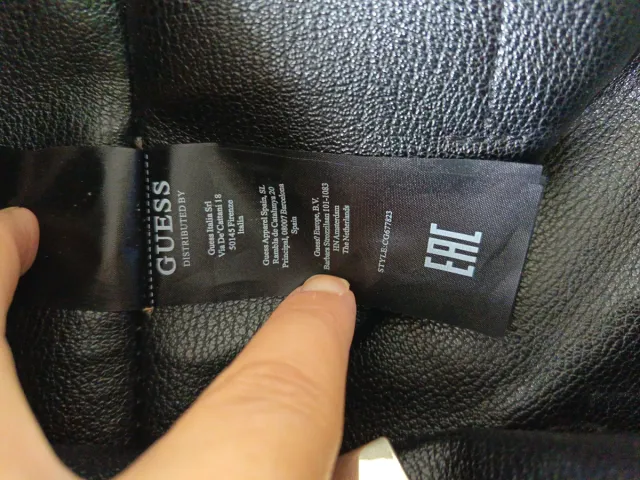 GUESS
DISTRIBUTED BY
Guess Italia Srl
Via De' Cattani 18
50145 Firenze
Italia
Guess Apparel Spain, SL
Rambla de Catalunya 20
Principal, 08007 Barcelona
Spain
Guess? Europe, B.V.
Barbara Strozzilaan 101-1083
HN Amsterdam
The Netherlands
STYLE:CG677823
EAC